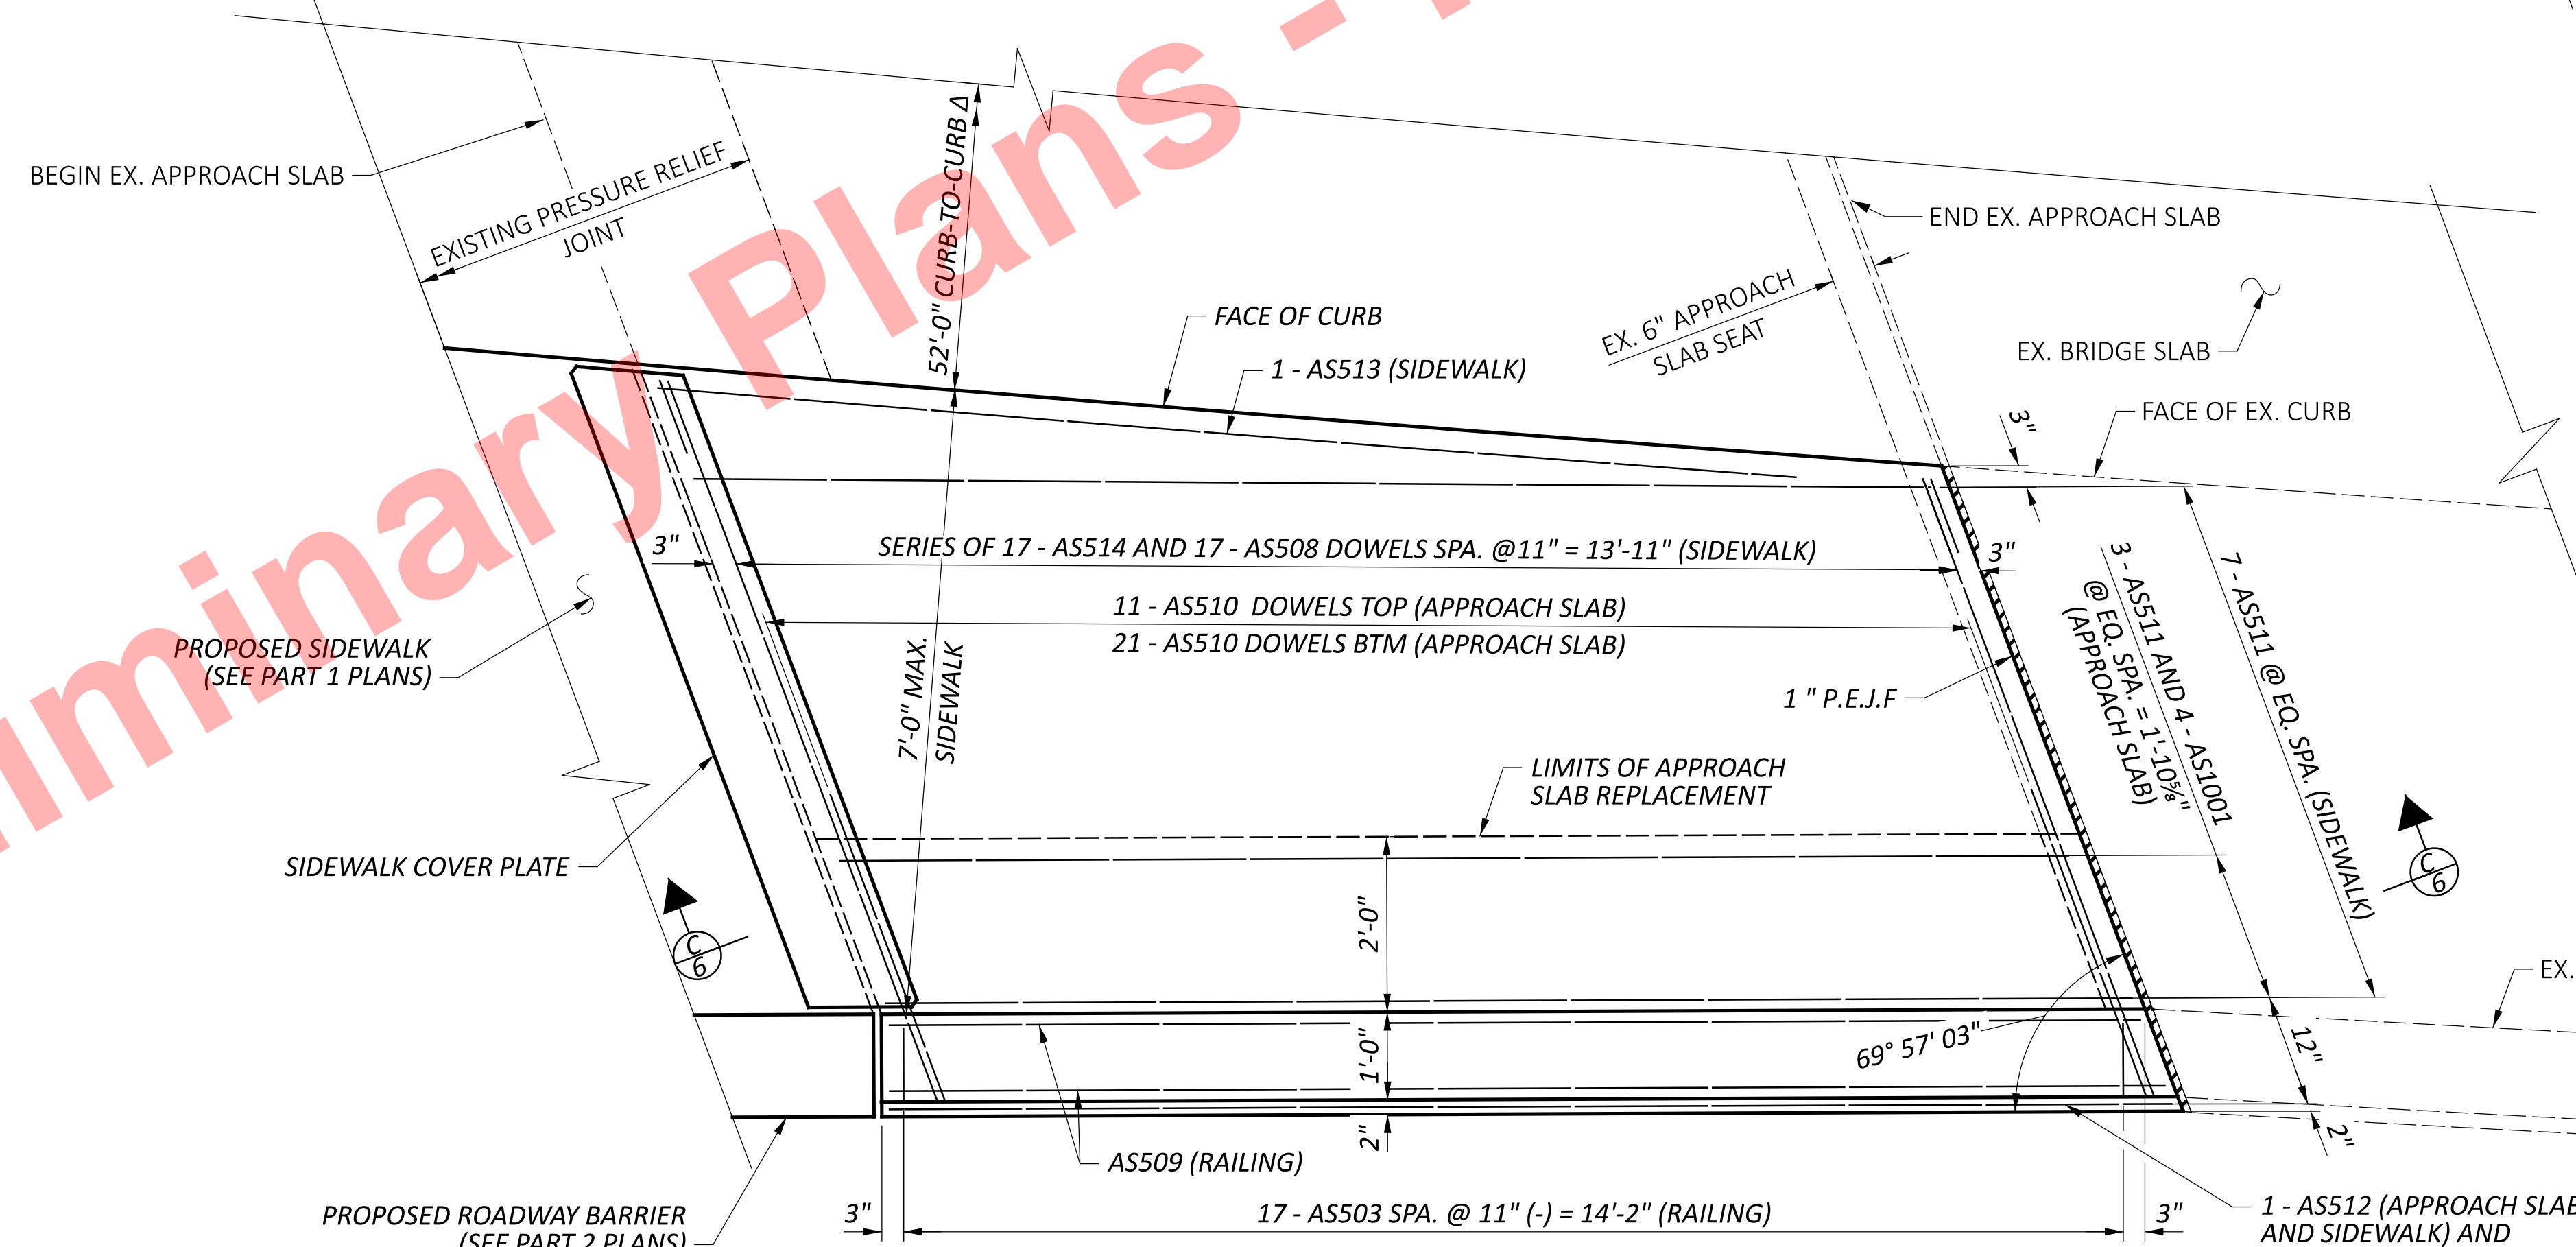 Preliminary Plans -
BEGIN EX. APPROACH SLAB
EXISTING PRESSURE RELIEF
JOINT
52'-0" CURB-TO-CURB Δ
FACE OF CURB
1 - AS513 (SIDEWALK)
EX. 6" APPROACH
SLAB SEAT
END EX. APPROACH SLAB
EX. BRIDGE SLAB
FACE OF EX. CURB
3"
3"
SERIES OF 17 - AS514 AND 17 - AS508 DOWELS SPA. @11" = 13'-11" (SIDEWALK)
3"
11 - AS510 DOWELS TOP (APPROACH SLAB)
21 - AS510 DOWELS BTM (APPROACH SLAB)
7'-0" MAX.
SIDEWALK
PROPOSED SIDEWALK
(SEE PART 1 PLANS)
1 " P.E.J.F
3 - AS511 AND 4 - AS1001
@ EQ. SPA. = 1'-10⅝"
(APPROACH SLAB)
7 - AS511 @ EQ. SPA. (SIDEWALK)
LIMITS OF APPROACH
SLAB REPLACEMENT
SIDEWALK COVER PLATE
C
6
C
6
2'-0"
EX.
69° 57' 03"
1'-0"
12"
2"
2"
AS509 (RAILING)
PROPOSED ROADWAY BARRIER
(SEE PART 2 PLANS)
3"
17 - AS503 SPA. @ 11" (-) = 14'-2" (RAILING)
3"
1 - AS512 (APPROACH SLAB
AND SIDEWALK) AND